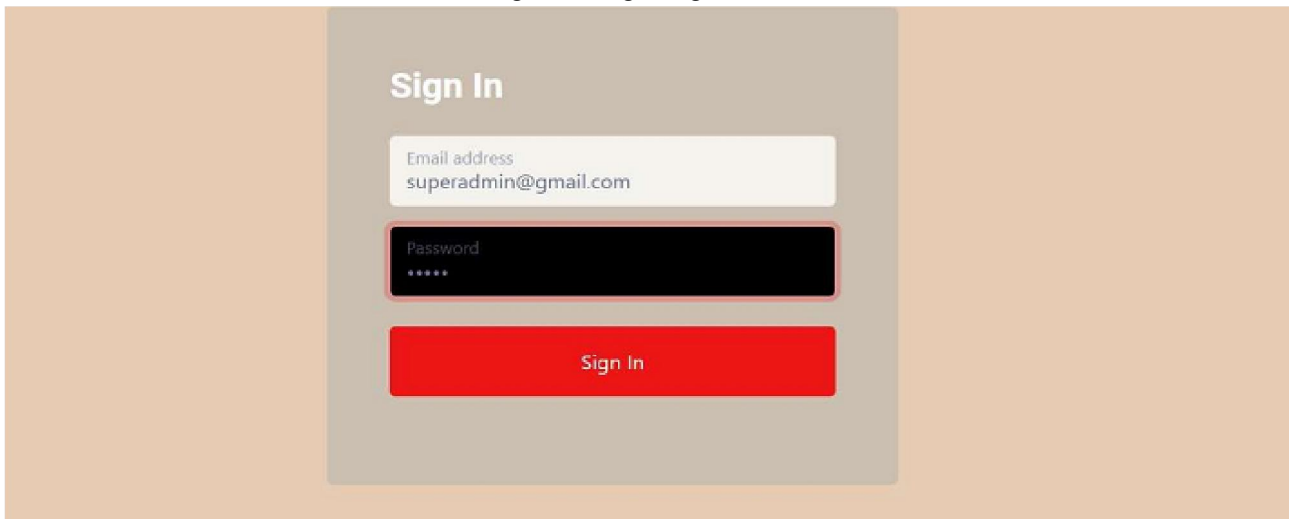 Sign In
Email address
superadmin@gmail.com
Password
•••••
Sign In